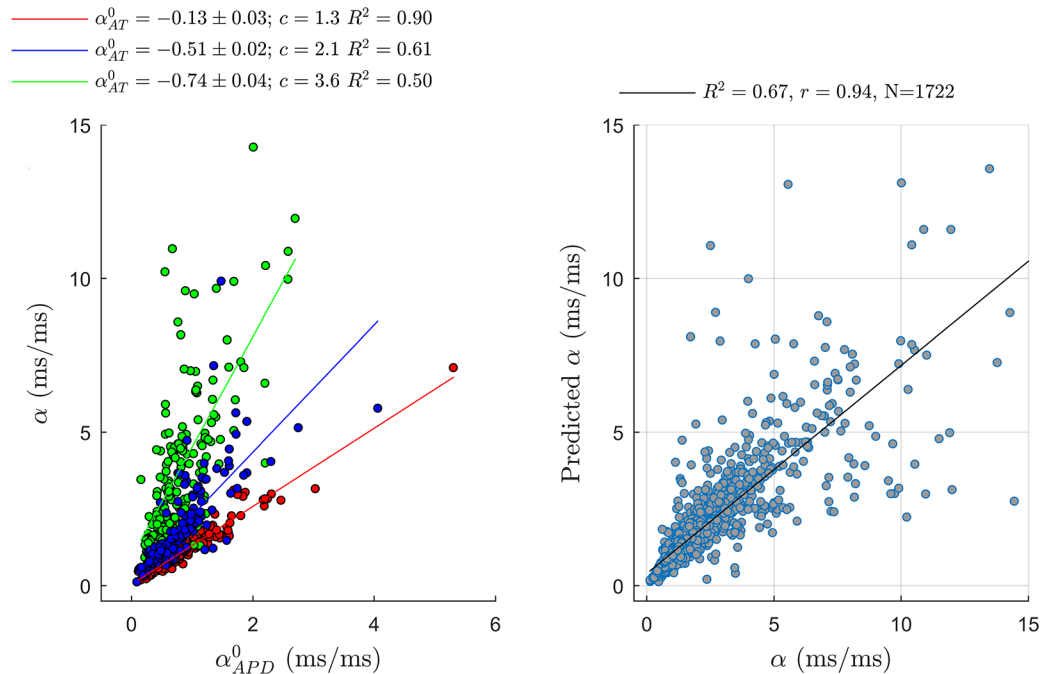 α⁰_AT = −0.13 ± 0.03; c = 1.3 R² = 0.90
α⁰_AT = −0.51 ± 0.02; c = 2.1 R² = 0.61
α⁰_AT = −0.74 ± 0.04; c = 3.6 R² = 0.50
15
10
5
0
α (ms/ms)
0 2 4 6
α⁰_APD (ms/ms)
R² = 0.67, r = 0.94, N=1722
15
10
5
0
Predicted α (ms/ms)
0 5 10 15
α (ms/ms)